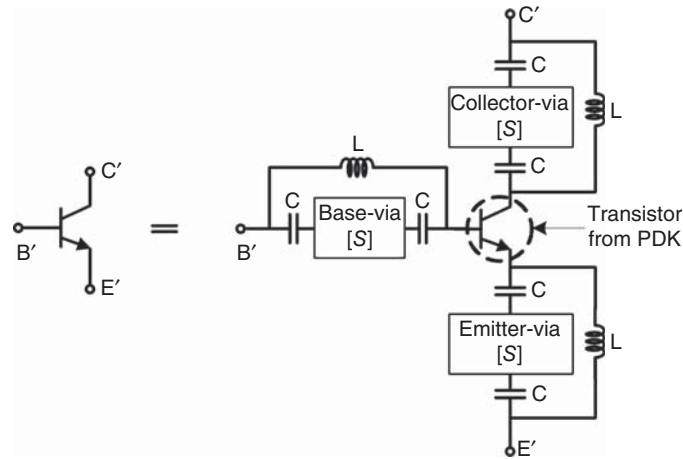 C′
C
Collector-via
[S]
L
C
C′
L
C
Base-via
[S]
C
B′
B′
E′
=
Transistor
from PDK
C
Emitter-via
[S]
L
C
E′